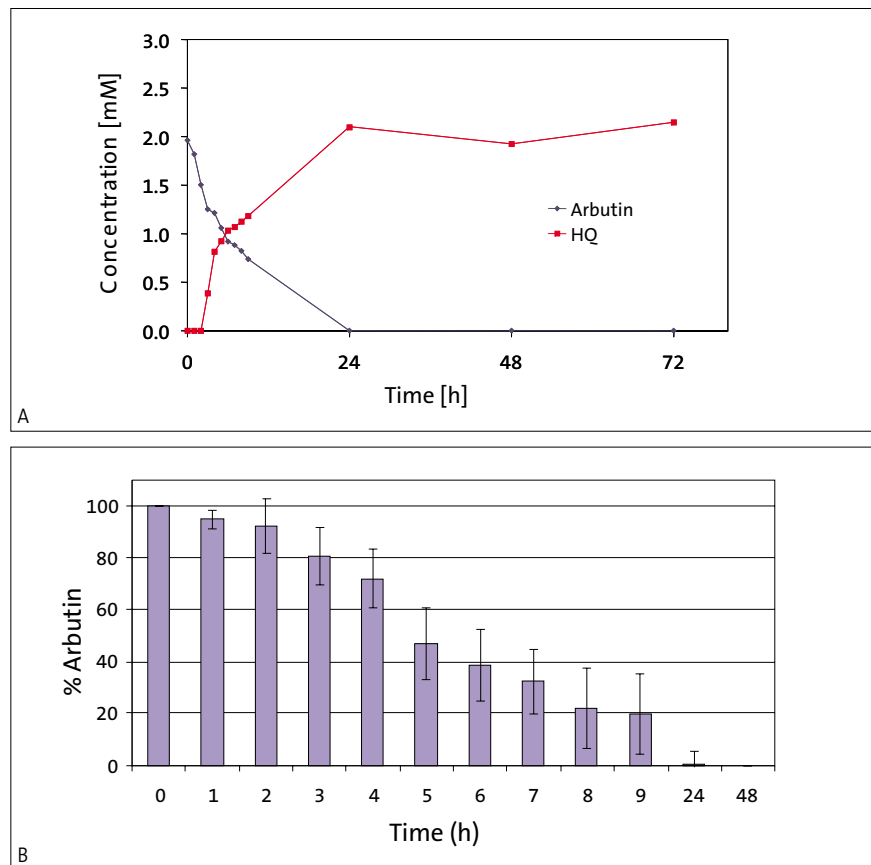 3.0
2.5
2.0
1.5
1.0
0.5
0.0
Concentration [mM]
Arbutin
HQ
0 24 48 72
Time [h]
A
100
80
60
40
20
0
% Arbutin
0 1 2 3 4 5 6 7 8 9 24 48
Time (h)
B